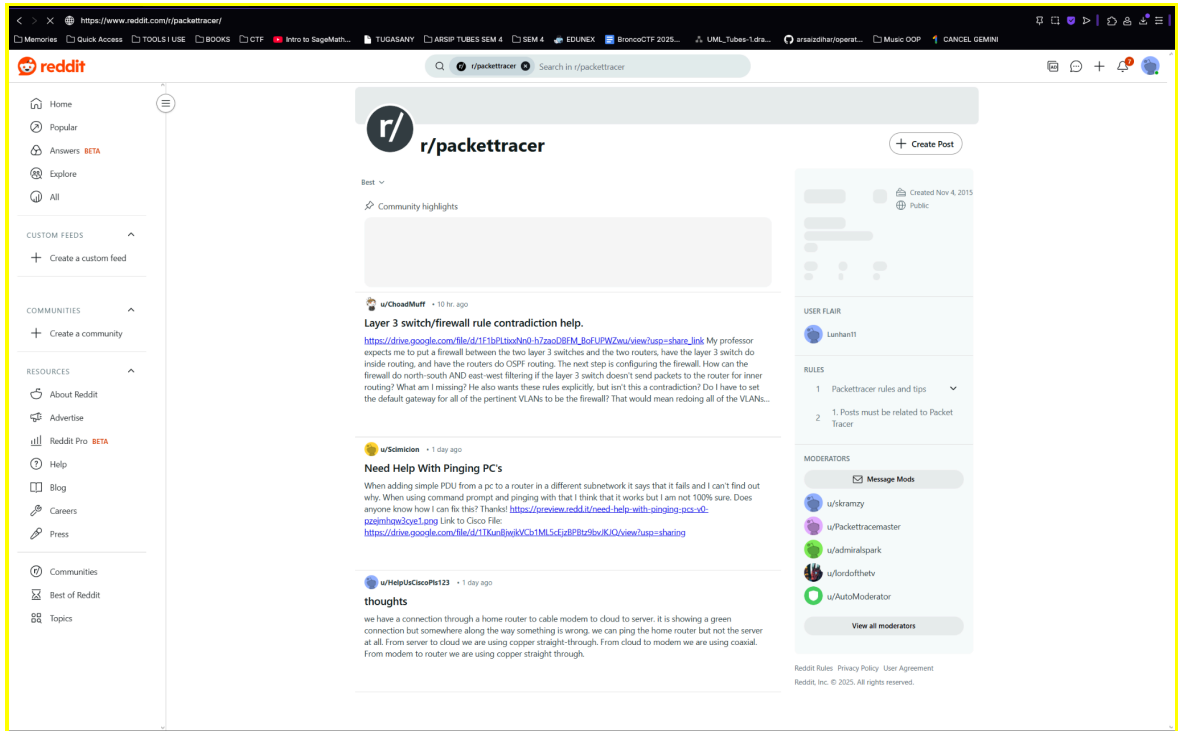 https://www.reddit.com/r/packettracer/
Memories Quick Access TOOLS I USE BOOKS CTF Intro to SageMath... TUGASANY ARSIP TUBES SEM 4 SEM 4 EDUNEX BroncoCTF 2025... UML_Tubes-1.dra... arsaizdihar/operat... Music OOP CANCEL GEMINI
reddit
r/packettracer Search in r/packettracer
AD
7
Home
Popular
Answers BETA
Explore
All
CUSTOM FEEDS
Create a custom feed
COMMUNITIES
Create a community
RESOURCES
About Reddit
Advertise
Reddit Pro BETA
Help
Blog
Careers
Press
Communities
Best of Reddit
Topics
r/
r/packettracer
Create Post
Best
Community highlights
u/ChoadMuff • 10 hr. ago
Layer 3 switch/firewall rule contradiction help.
https://drive.google.com/file/d/1F1bPLtixxNn0-h7zaoDBFM_BoFUPWZwu/view?usp=share_link My professor
expects me to put a firewall between the two layer 3 switches and the two routers, have the layer 3 switch do
inside routing, and have the routers do OSPF routing. The next step is configuring the firewall. How can the
firewall do north-south AND east-west filtering if the layer 3 switch doesn't send packets to the router for inner
routing? What am I missing? He also wants these rules explicitly, but isn't this a contradiction? Do I have to set
the default gateway for all of the pertinent VLANs to be the firewall? That would mean redoing all of the VLANs...
u/Scimicion • 1 day ago
Need Help With Pinging PC's
When adding simple PDU from a pc to a router in a different subnetwork it says that it fails and I can't find out
why. When using command prompt and pinging with that I think that it works but I am not 100% sure. Does
anyone know how I can fix this? Thanks! https://preview.redd.it/need-help-with-pinging-pcs-v0-
pzejmhqw3cye1.png Link to Cisco File:
https://drive.google.com/file/d/1TKunBjwjkVCb1ML5cEjzBPBtz9bvJKJQ/view?usp=sharing
u/HelpUsCiscoPls123 • 1 day ago
thoughts
we have a connection through a home router to cable modem to cloud to server. it is showing a green
connection but somewhere along the way something is wrong. we can ping the home router but not the server
at all. From server to cloud we are using copper straight-through. From cloud to modem we are using coaxial.
From modem to router we are using copper straight through.
Created Nov 4, 2015
Public
USER FLAIR
Lunhan11
RULES
1 Packettracer rules and tips
2 1. Posts must be related to Packet
Tracer
MODERATORS
Message Mods
u/skramzy
u/Packettracemaster
u/admiralspark
u/lordofthetv
u/AutoModerator
View all moderators
Reddit Rules Privacy Policy User Agreement
Reddit, Inc. © 2025. All rights reserved.